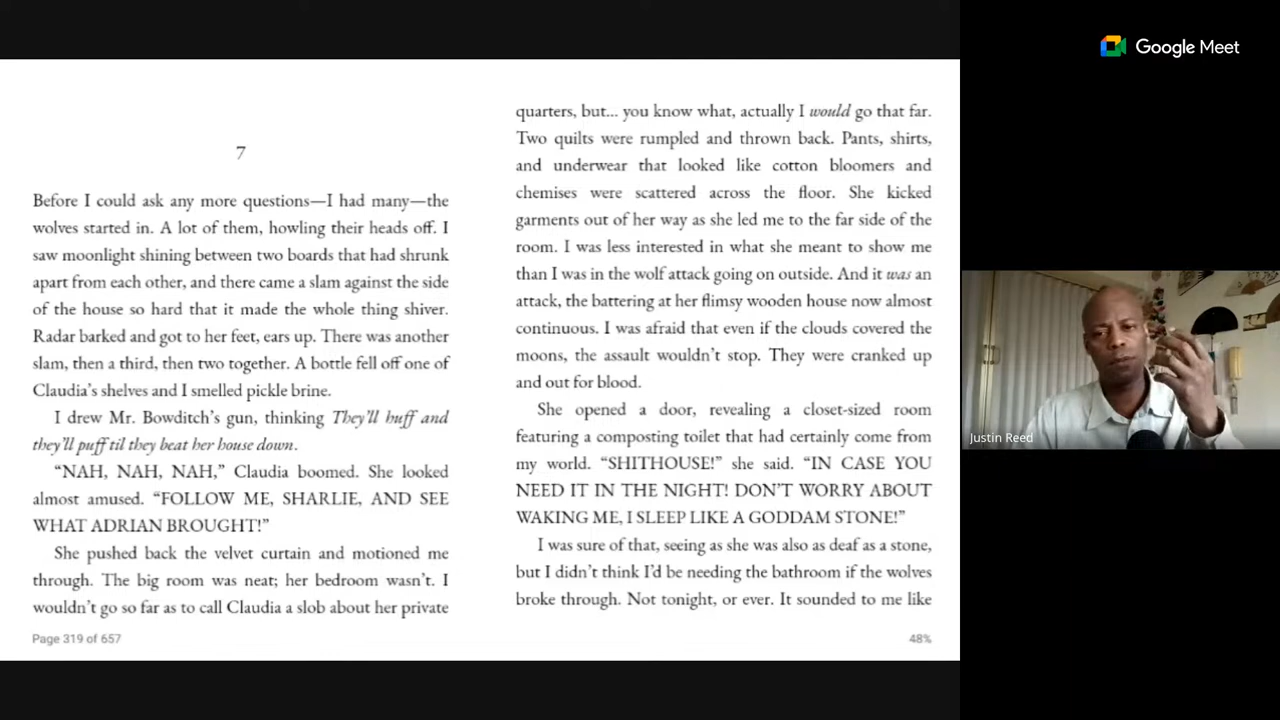 7
Before I could ask any more questions—I had many—the
wolves started in. A lot of them, howling their heads off. I
saw moonlight shining between two boards that had shrunk
apart from each other, and there came a slam against the side
of the house so hard that it made the whole thing shiver.
Radar barked and got to her feet, ears up. There was another
slam, then a third, then two together. A bottle fell off one of
Claudia’s shelves and I smelled pickle brine.
I drew Mr. Bowditch’s gun, thinking They’ll huff and
they’ll puff til they beat her house down.
“NAH, NAH, NAH,” Claudia boomed. She looked
almost amused. “FOLLOW ME, SHARLIE, AND SEE
WHAT ADRIAN BROUGHT!”
She pushed back the velvet curtain and motioned me
through. The big room was neat; her bedroom wasn’t. I
wouldn’t go so far as to call Claudia a slob about her private
Page 319 of 657
quarters, but... you know what, actually I would go that far.
Two quilts were rumpled and thrown back. Pants, shirts,
and underwear that looked like cotton bloomers and
chemises were scattered across the floor. She kicked
garments out of her way as she led me to the far side of the
room. I was less interested in what she meant to show me
than I was in the wolf attack going on outside. And it was an
attack, the battering at her flimsy wooden house now almost
continuous. I was afraid that even if the clouds covered the
moons, the assault wouldn’t stop. They were cranked up
and out for blood.
She opened a door, revealing a closet-sized room
featuring a composting toilet that had certainly come from
my world. “SHITHOUSE!” she said. “IN CASE YOU
NEED IT IN THE NIGHT! DON’T WORRY ABOUT
WAKING ME, I SLEEP LIKE A GODDAM STONE!”
I was sure of that, seeing as she was also as deaf as a stone,
but I didn’t think I’d be needing the bathroom if the wolves
broke through. Not tonight, or ever. It sounded to me like
48%
Google Meet
Justin Reed